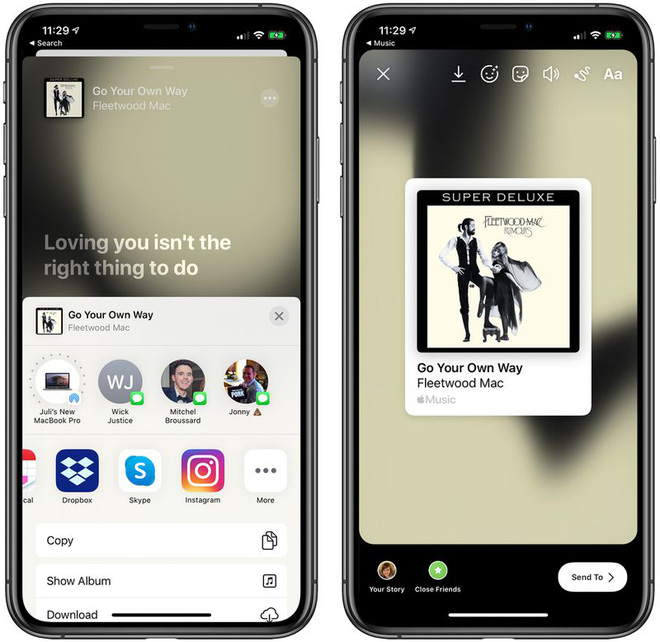 11:29
Search
SUPER DELUXE
Go Your Own Way
Fleetwood Mac
Loving you isn't the
right thing to do
Go Your Own Way
Fleetwood Mac
WJ
Juli's New
MacBook Pro
Wick
Justice
Mitchel
Broussard
Jonny 💩
cal
Dropbox
Skype
Instagram
More
Copy
Show Album
Download
11:29
Music
Aa
SUPER DELUXE
FLEETWOOD MAC
RUMOURS
Go Your Own Way
Fleetwood Mac
Music
Your Story
Close Friends
Send To